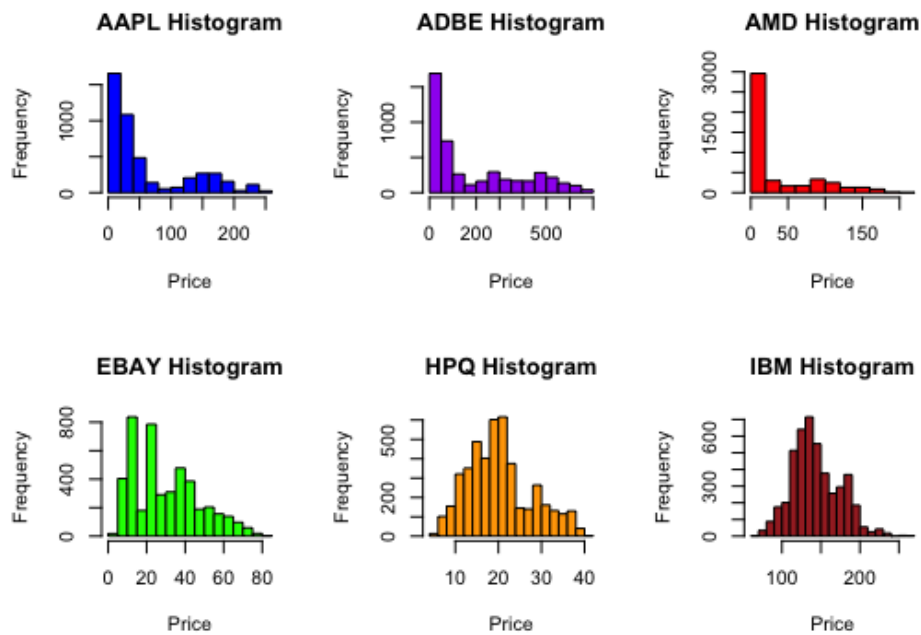 AAPL Histogram
Frequency
0
1000
0
100
200
Price
ADBE Histogram
Frequency
0
1000
0
200
500
Price
AMD Histogram
Frequency
0
1500
3000
0
50
150
Price
EBAY Histogram
Frequency
0
400
800
0
20
40
60
80
Price
HPQ Histogram
Frequency
0
200
500
10
20
30
40
Price
IBM Histogram
Frequency
0
300
600
100
200
Price